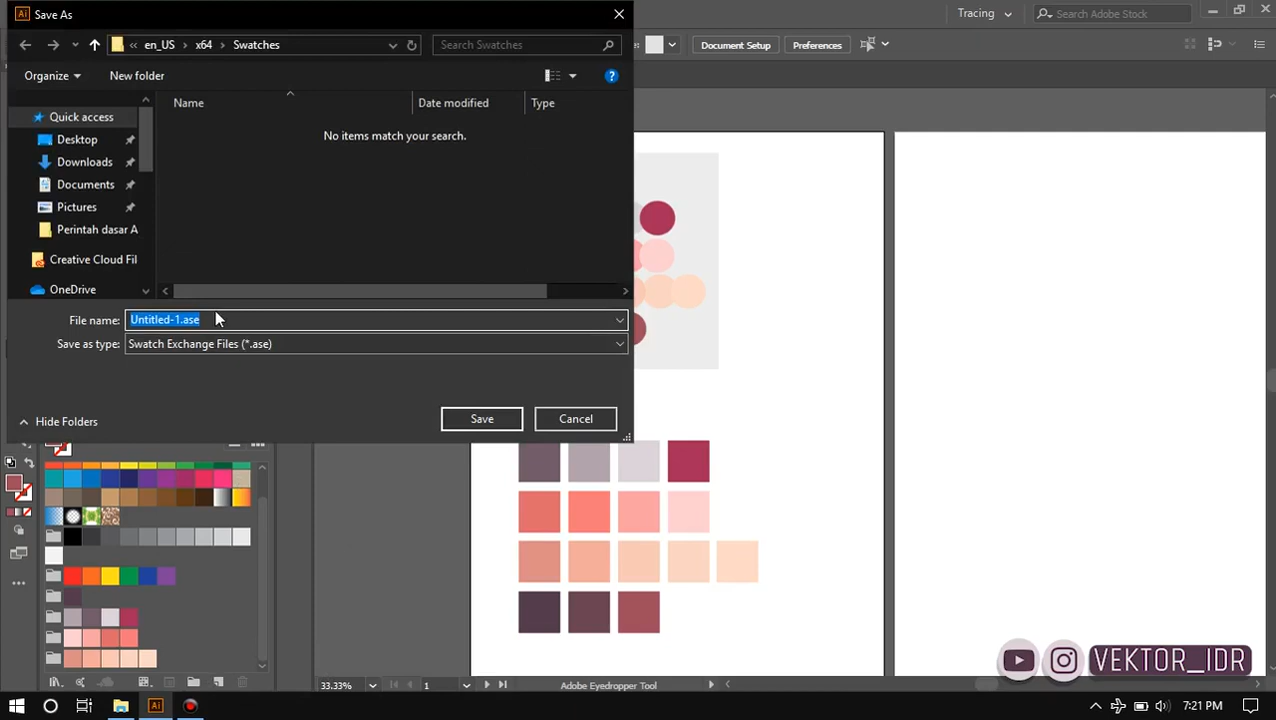 Save As
Tracing
Search Adobe Stock
en_US
x64
Swatches
Search Swatches
Document Setup
Preferences
Organize
New folder
Name
Date modified
Type
Quick access
No items match your search.
Desktop
Downloads
Documents
Pictures
Perintah dasar A
Creative Cloud Fil
OneDrive
File name:
Untitled-1.ase
Save as type:
Swatch Exchange Files (*.ase)
Hide Folders
Save
Cancel
VEKTOR_IDR
33.33%
1
Adobe Eyedropper Tool
7:21 PM